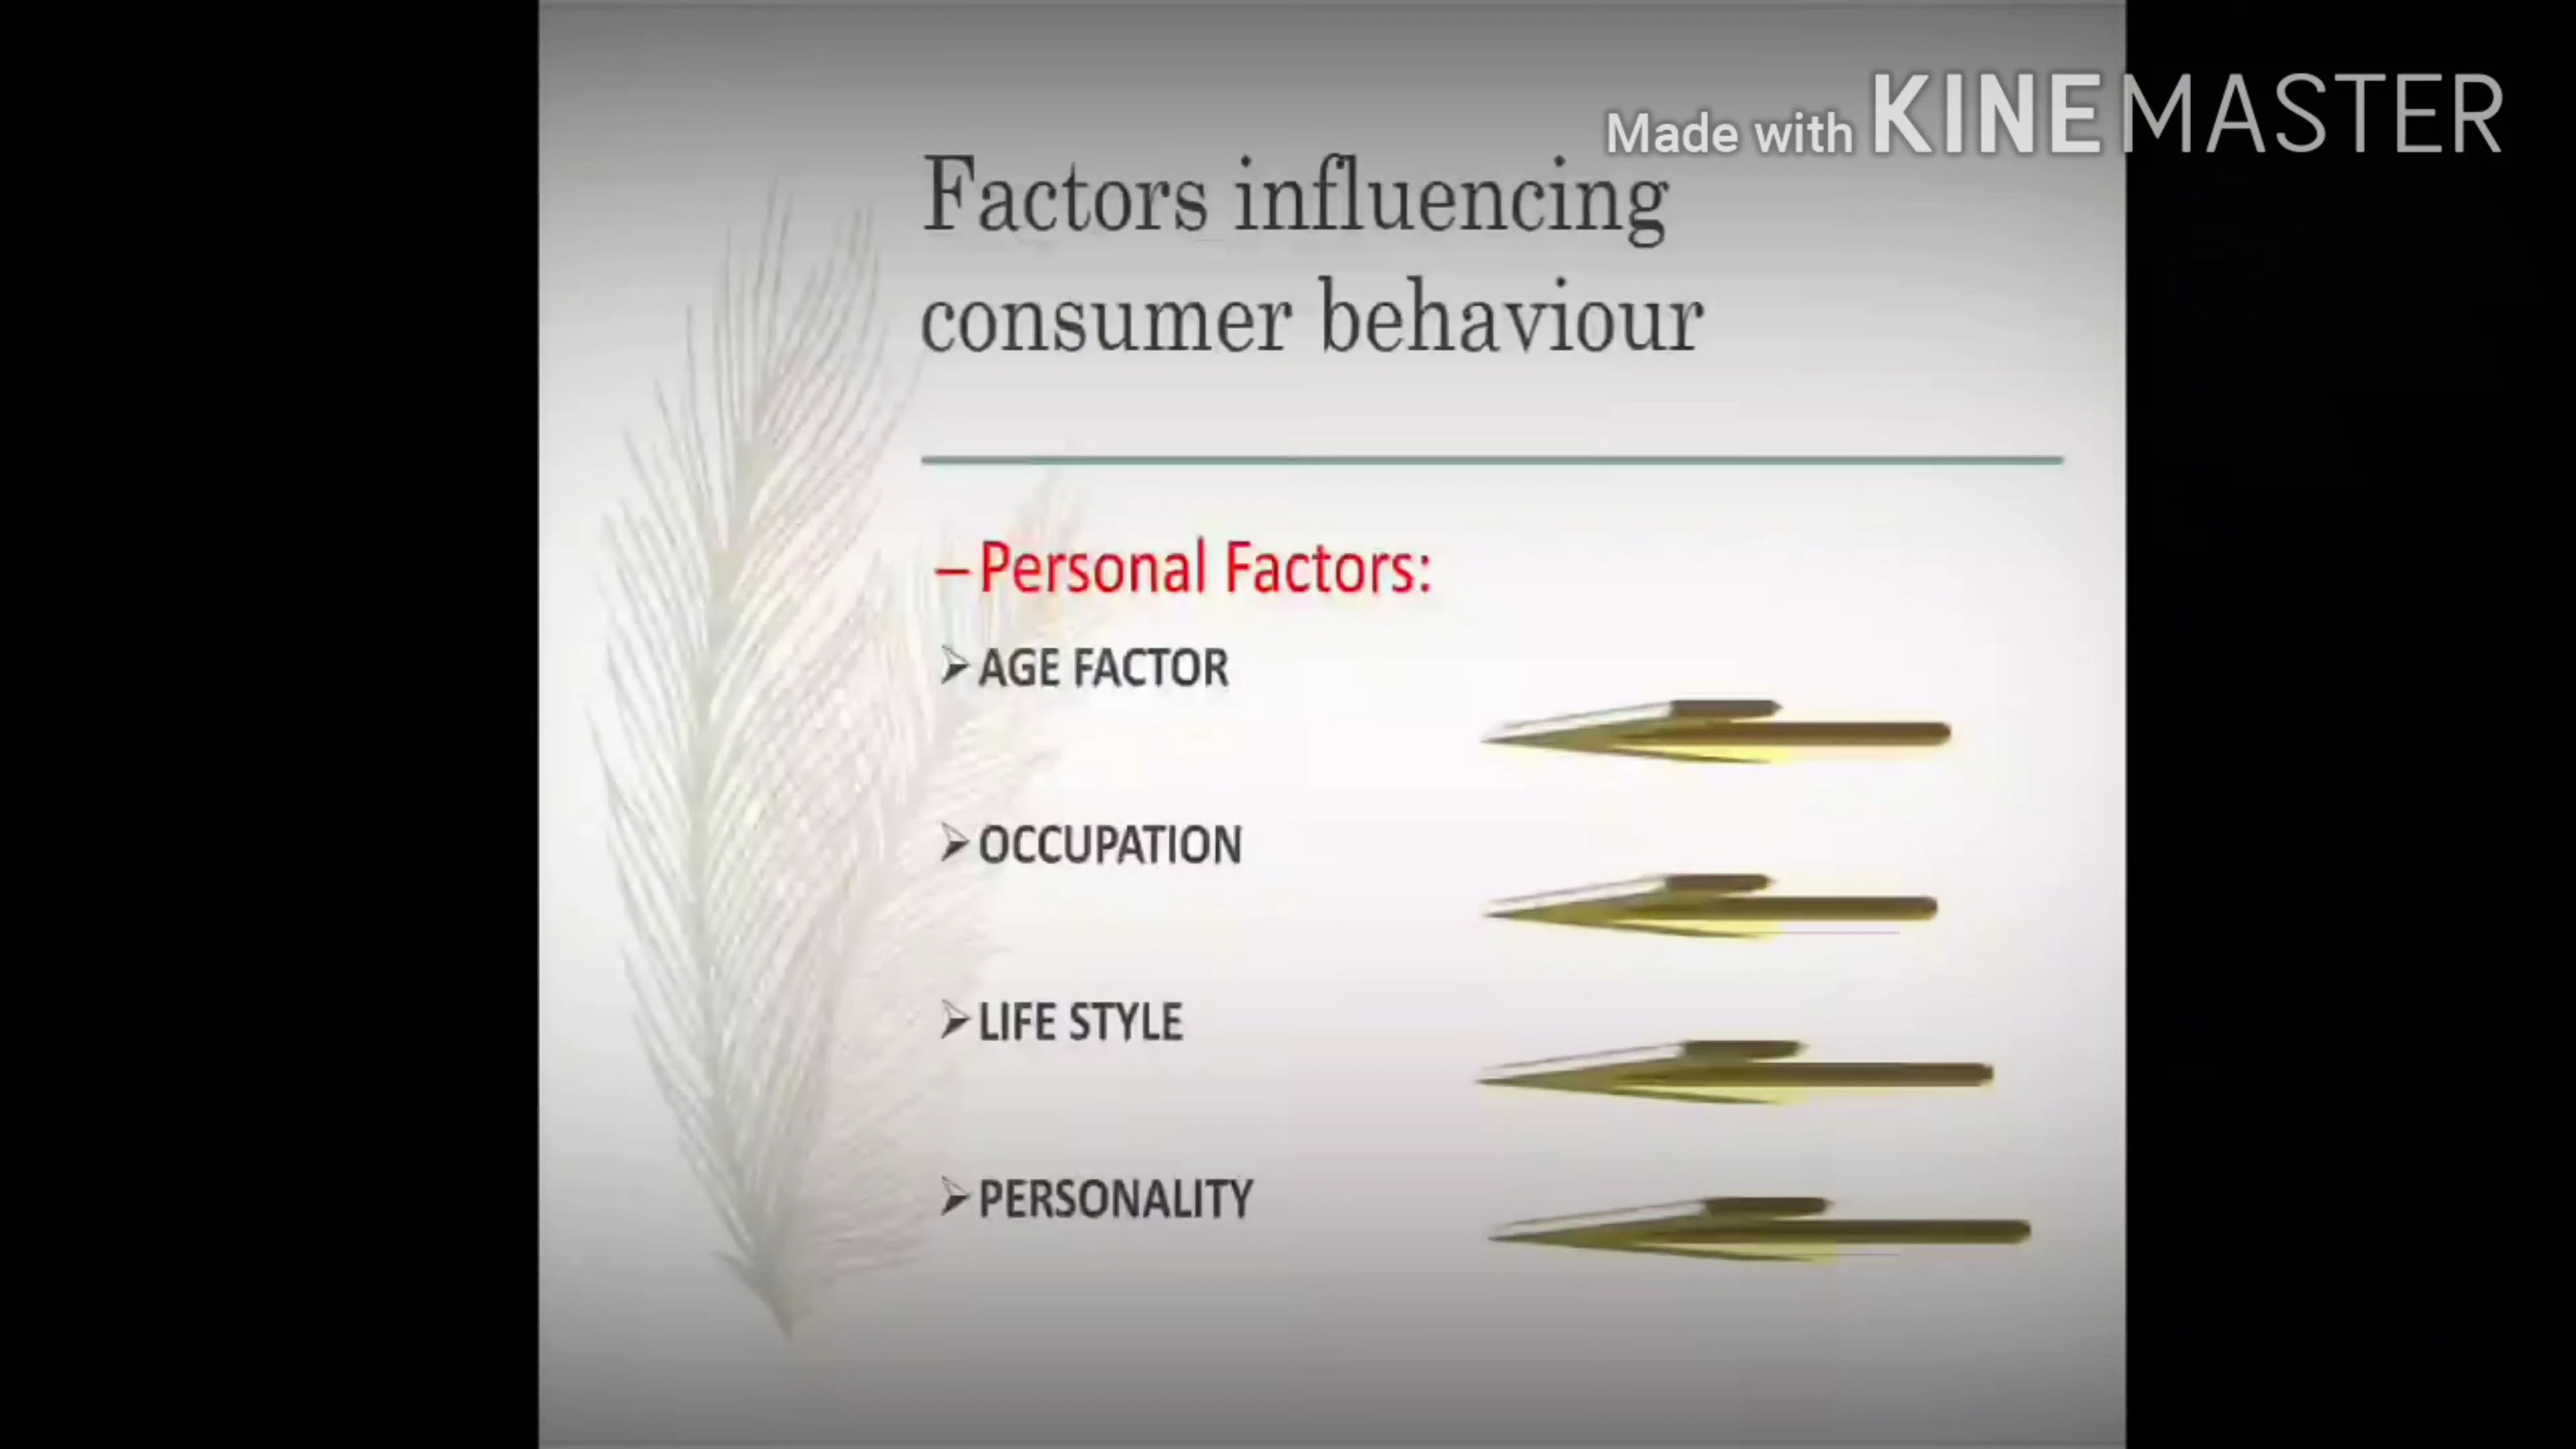 Made with KINEMASTER
Factors influencing
consumer behaviour
– Personal Factors:
➢ AGE FACTOR
➢ OCCUPATION
➢ LIFE STYLE
➢ PERSONALITY